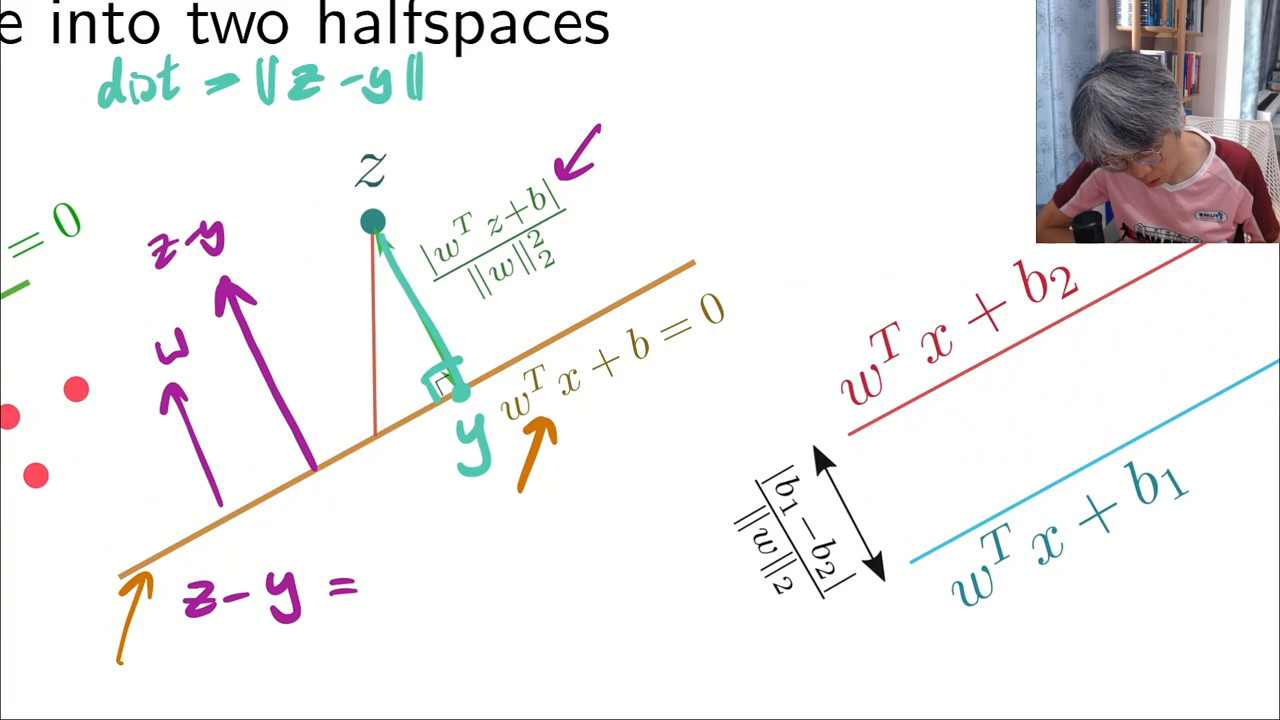 e into two halfspaces
dist = ‖z - y‖
z
|w^T z+b|
‖w‖_2^2
= 0
z-y
w
w^T x + b = 0
y
z - y =
w^T x + b_2
|b_1 - b_2|
‖w‖_2
w^T x + b_1